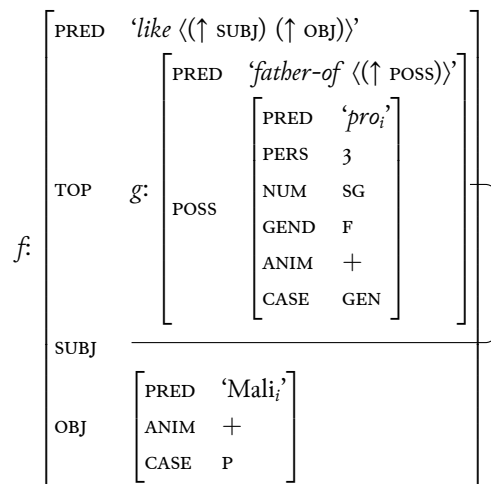 PRED ‘like ⟨(↑ SUBJ) (↑ OBJ)⟩’
PRED ‘father-of ⟨(↑ POSS)⟩’
PRED ‘proᵢ’
PERS 3
TOP g: NUM SG
POSS
GEND F
f:
ANIM +
CASE GEN
SUBJ
PRED ‘Maliᵢ’
OBJ ANIM +
CASE P